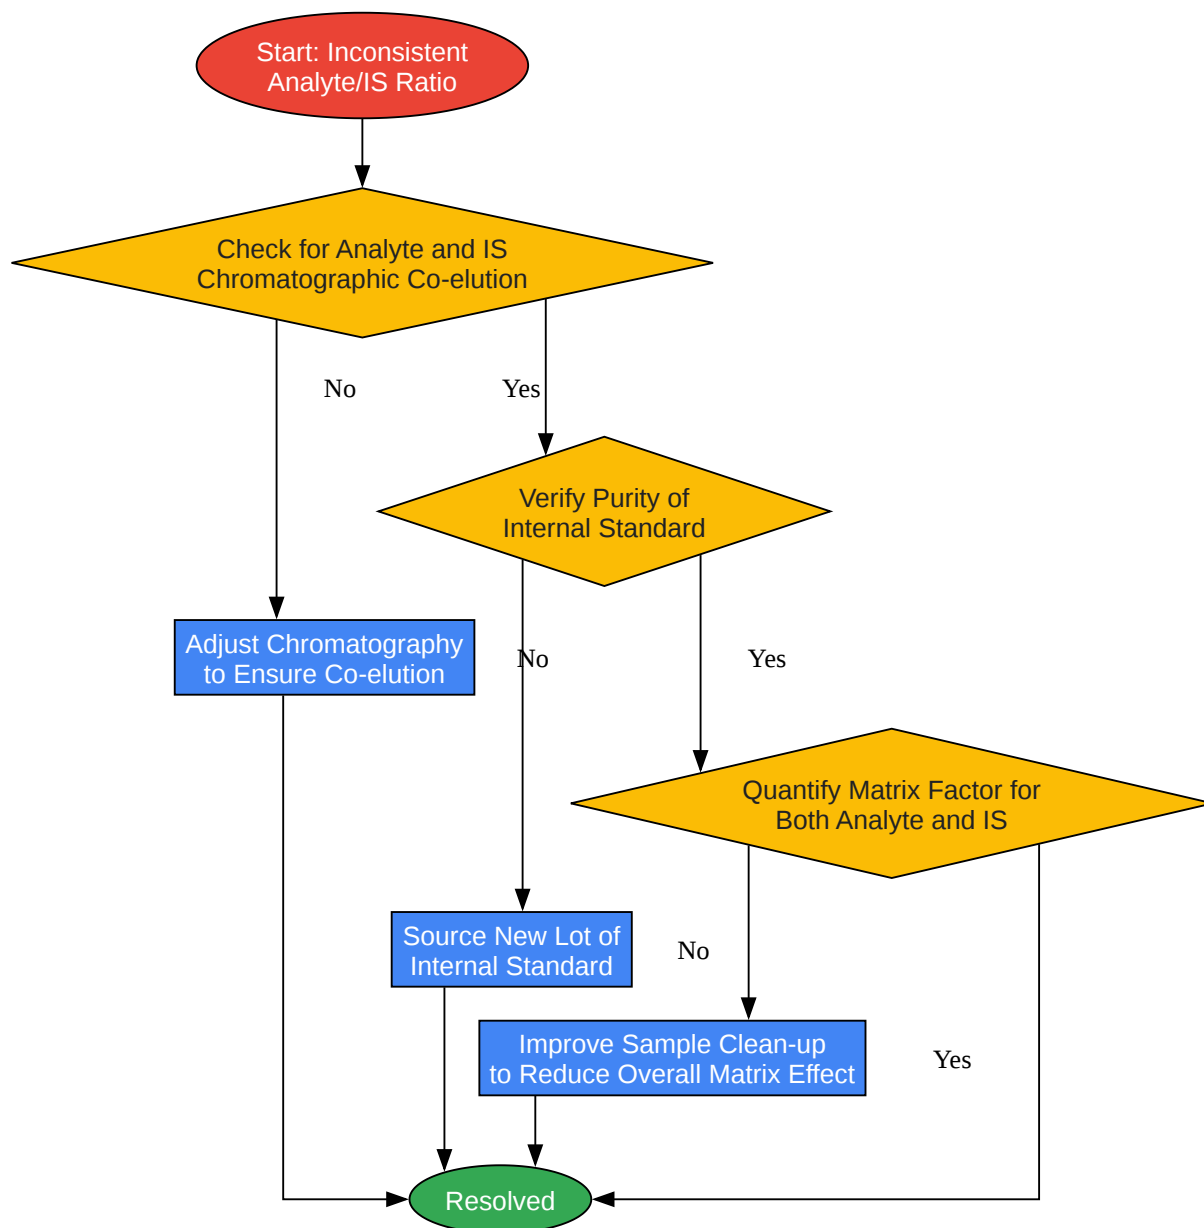 Start: Inconsistent
Analyte/IS Ratio
Check for Analyte and IS
Chromatographic Co-elution
No
Yes
Verify Purity of
Internal Standard
Adjust Chromatography
to Ensure Co-elution
No
Yes
Quantify Matrix Factor for
Both Analyte and IS
Source New Lot of
Internal Standard
No
Improve Sample Clean-up
to Reduce Overall Matrix Effect
Yes
Resolved